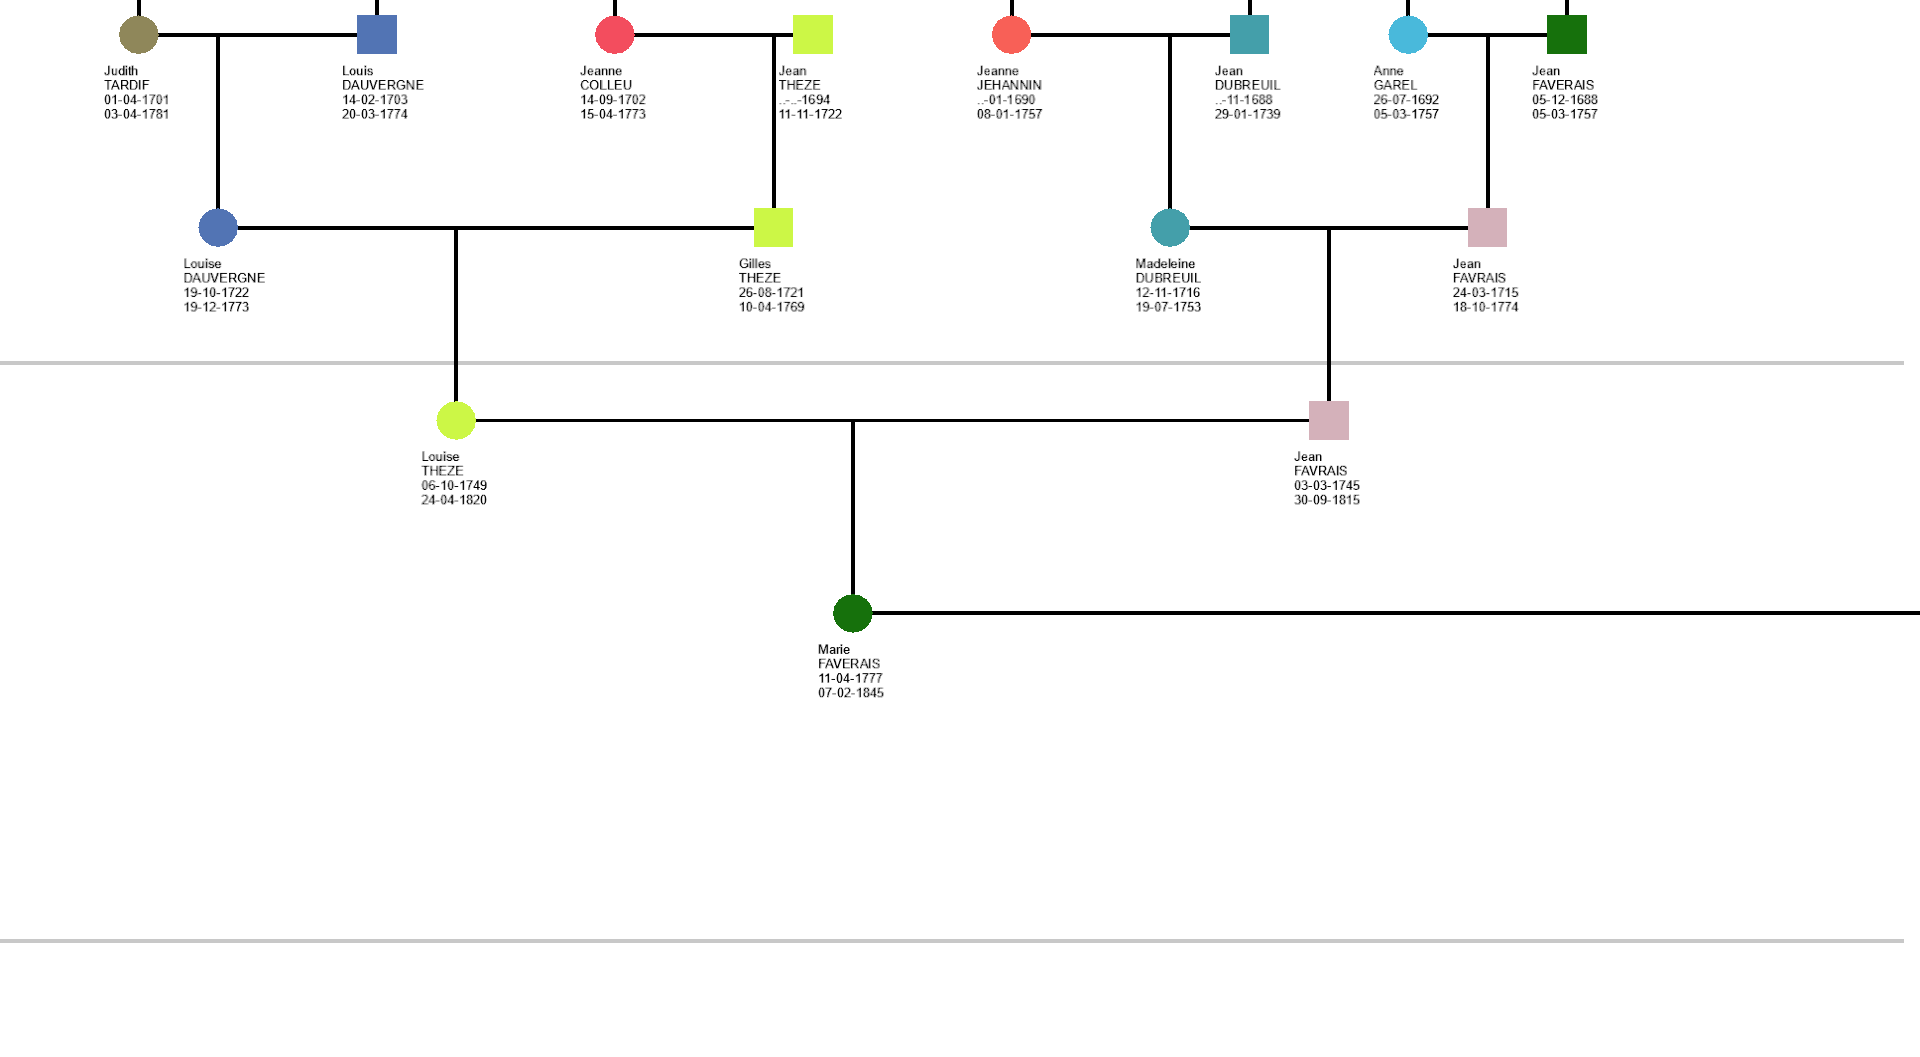 Judith
TARDIF
01-04-1701
03-04-1781
Louis
DAUVERGNE
14-02-1703
20-03-1774
Jeanne
COLLEU
14-09-1702
15-04-1773
Jean
THEZE
..-..-1694
11-11-1722
Jeanne
JEHANNIN
..-01-1690
08-01-1757
Jean
DUBREUIL
..-11-1688
29-01-1739
Anne
GAREL
26-07-1692
05-03-1757
Jean
FAVERAIS
05-12-1688
05-03-1757
Louise
DAUVERGNE
19-10-1722
19-12-1773
Gilles
THEZE
26-08-1721
10-04-1769
Madeleine
DUBREUIL
12-11-1716
19-07-1753
Jean
FAVRAIS
24-03-1715
18-10-1774
Louise
THEZE
06-10-1749
24-04-1820
Jean
FAVRAIS
03-03-1745
30-09-1815
Marie
FAVERAIS
11-04-1777
07-02-1845